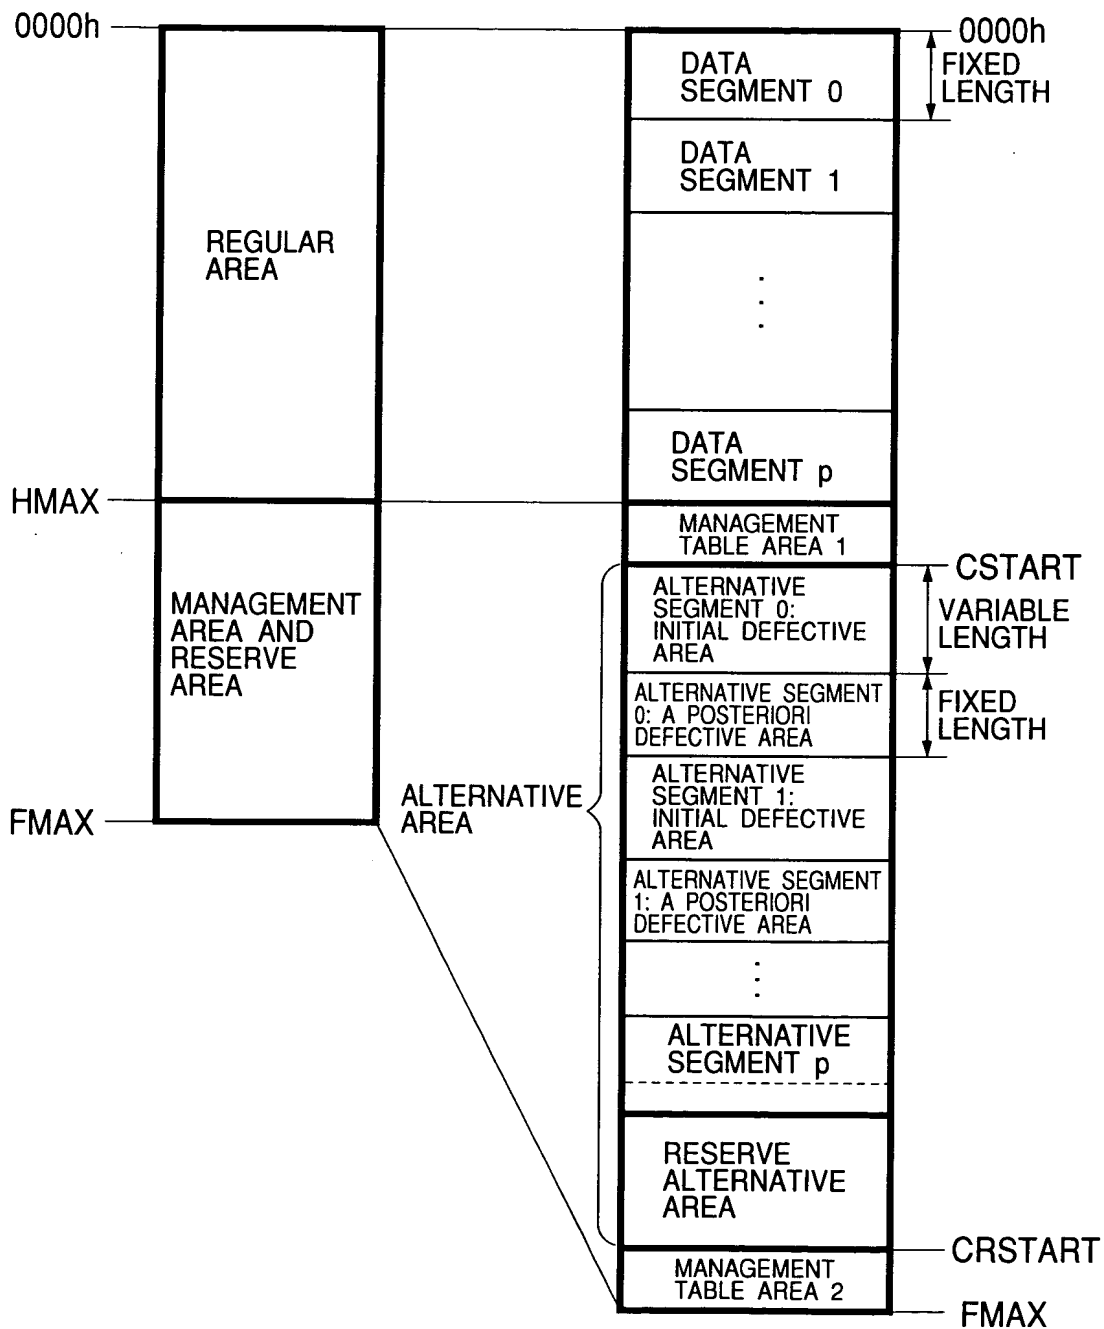 0000h
REGULAR
AREA
HMAX
MANAGEMENT
AREA AND
RESERVE
AREA
FMAX
0000h
DATA
SEGMENT 0
FIXED
LENGTH
DATA
SEGMENT 1
DATA
SEGMENT p
MANAGEMENT
TABLE AREA 1
CSTART
ALTERNATIVE
SEGMENT 0:
INITIAL DEFECTIVE
AREA
VARIABLE
LENGTH
ALTERNATIVE SEGMENT
0: A POSTERIORI
DEFECTIVE AREA
FIXED
LENGTH
ALTERNATIVE
AREA
ALTERNATIVE
SEGMENT 1:
INITIAL DEFECTIVE
AREA
ALTERNATIVE SEGMENT
1: A POSTERIORI
DEFECTIVE AREA
ALTERNATIVE
SEGMENT p
RESERVE
ALTERNATIVE
AREA
CRSTART
MANAGEMENT
TABLE AREA 2
FMAX